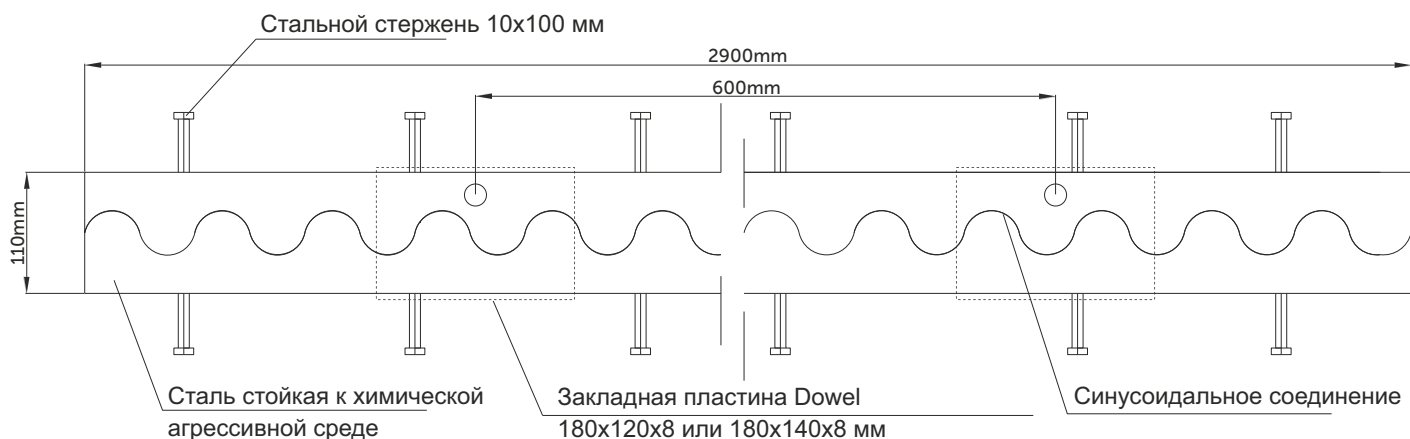 Стальной стержень 10x100 мм
2900mm
600mm
110mm
Сталь стойкая к химической
агрессивной среде
Закладная пластина Dowel
180x120x8 или 180x140x8 мм
Синусоидальное соединение